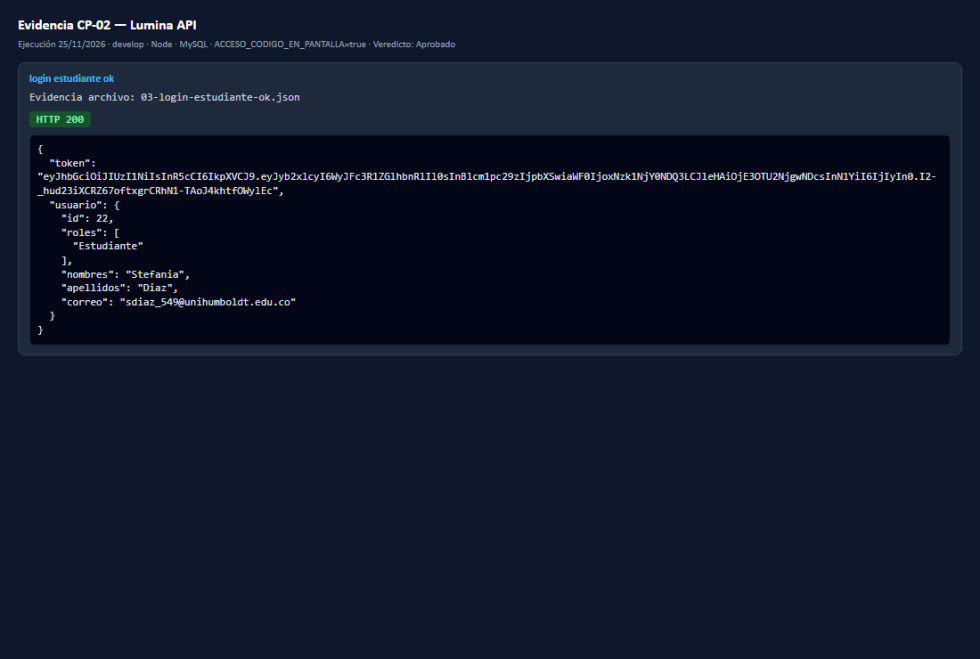 Evidencia CP-02 — Lumina API
Ejecución 25/11/2026 · develop · Node · MySQL · ACCESO_CODIGO_EN_PANTALLA=true · Veredicto: Aprobado
login estudiante ok
Evidencia archivo: 03-login-estudiante-ok.json
HTTP 200
{
"token":
"eyJhbGciOiJIUzI1NiIsInR5cCI6IkpXVCJ9.eyJyb2xlcyI6WyJFc3R1ZGlhbnRlIl0sInBlcm1pc29zIjpbXSwiaWF0IjoxNzk1NjY0NDQ3LCJleHAiOjE3OTU2NjgwNDcsInN1YiI6IjIyIn0.I2-
_hud23iXCRZ67oftxgrCRhN1-TAoJ4khtfOWylEc",
"usuario": {
"id": 22,
"roles": [
"Estudiante"
],
"nombres": "Stefania",
"apellidos": "Diaz",
"correo": "sdiaz_549@unihumboldt.edu.co"
}
}